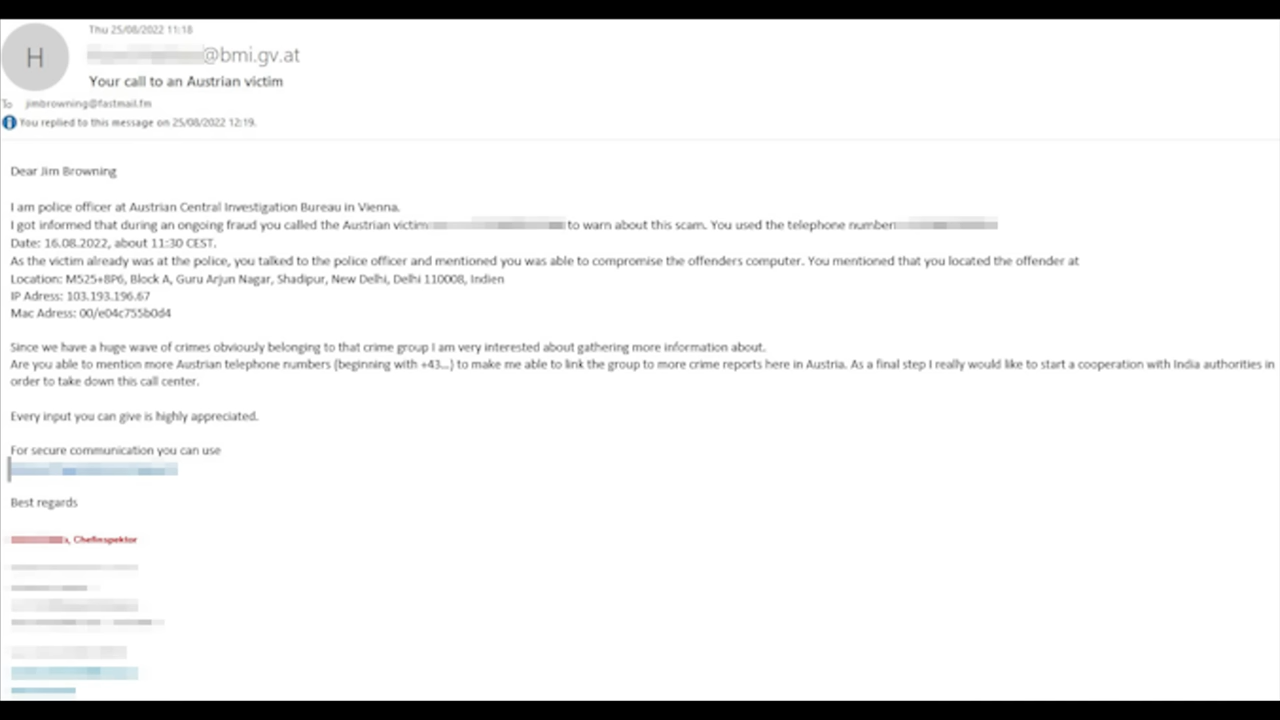 Thu 25/08/2022 11:18
H
@bmi.gv.at
Your call to an Austrian victim
To jimbrowning@fastmail.fm
You replied to this message on 25/08/2022 12:19.
Dear Jim Browning
I am police officer at Austrian Central Investigation Bureau in Vienna.
I got informed that during an ongoing fraud you called the Austrian victim to warn about this scam. You used the telephone number:
Date: 16.08.2022, about 11:30 CEST.
As the victim already was at the police, you talked to the police officer and mentioned you was able to compromise the offenders computer. You mentioned that you located the offender at
Location: M525+8P6, Block A, Guru Arjun Nagar, Shadipur, New Delhi, Delhi 110008, Indien
IP Adress: 103.193.196.67
Mac Adress: 00/e04c755b0d4
Since we have a huge wave of crimes obviously belonging to that crime group I am very interested about gathering more information about.
Are you able to mention more Austrian telephone numbers (beginning with +43...) to make me able to link the group to more crime reports here in Austria. As a final step I really would like to start a cooperation with India authorities in
order to take down this call center.
Every input you can give is highly appreciated.
For secure communication you can use
Best regards
, Chefinspektor